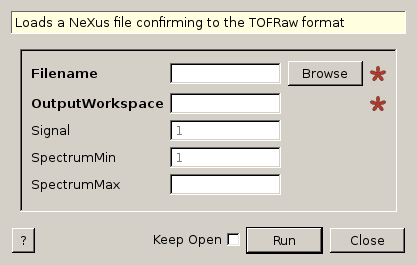 Loads a NeXus file confirming to the TOFRaw format
Filename Browse *
OutputWorkspace *
Signal 1
SpectrumMin 1
SpectrumMax
? Keep Open Run Close